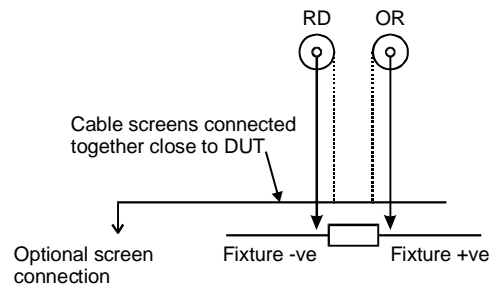 RD OR
Cable screens connected
together close to DUT
Optional screen
connection
Fixture -ve
Fixture +ve